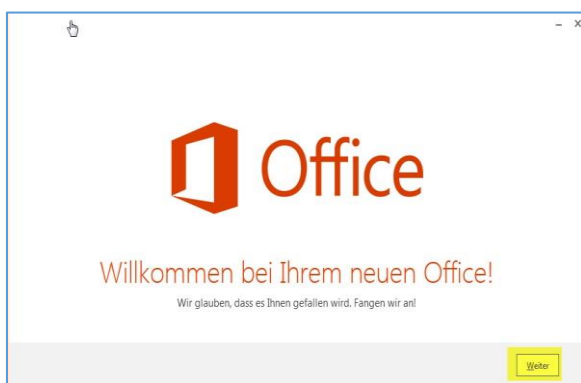 Office
Willkommen bei Ihrem neuen Office!
Wir glauben, dass es Ihnen gefallen wird. Fangen wir an!
Weiter